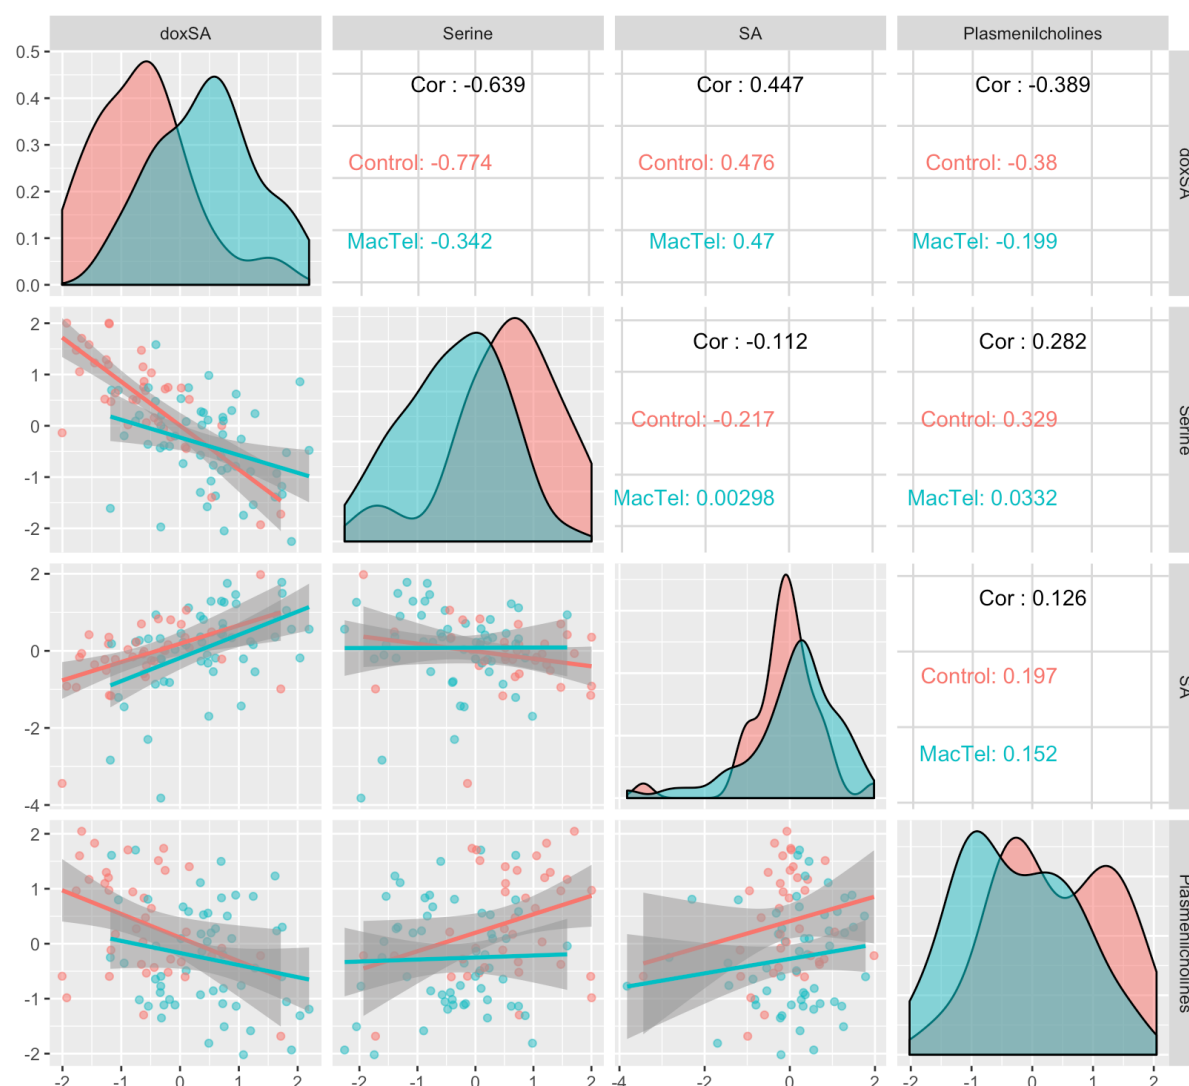 doxSA Serine SA Plasmenilcholines
0.5
0.4
0.3
0.2
0.1
0.0
Cor : -0.639
Control: -0.774
MacTel: -0.342
Cor : 0.447
Control: 0.476
MacTel: 0.47
Cor : -0.389
Control: -0.38
MacTel: -0.199
doxSA
2
1
0
-1
-2
Cor : -0.112
Control: -0.217
MacTel: 0.00298
Cor : 0.282
Control: 0.329
MacTel: 0.0332
Serine
2
0
-2
-4
Cor : 0.126
Control: 0.197
MacTel: 0.152
SA
2
1
0
-1
-2
Plasmenilcholines
-2 -1 0 1 2 -2 -1 0 1 2 -4 -2 0 2 -2 -1 0 1 2